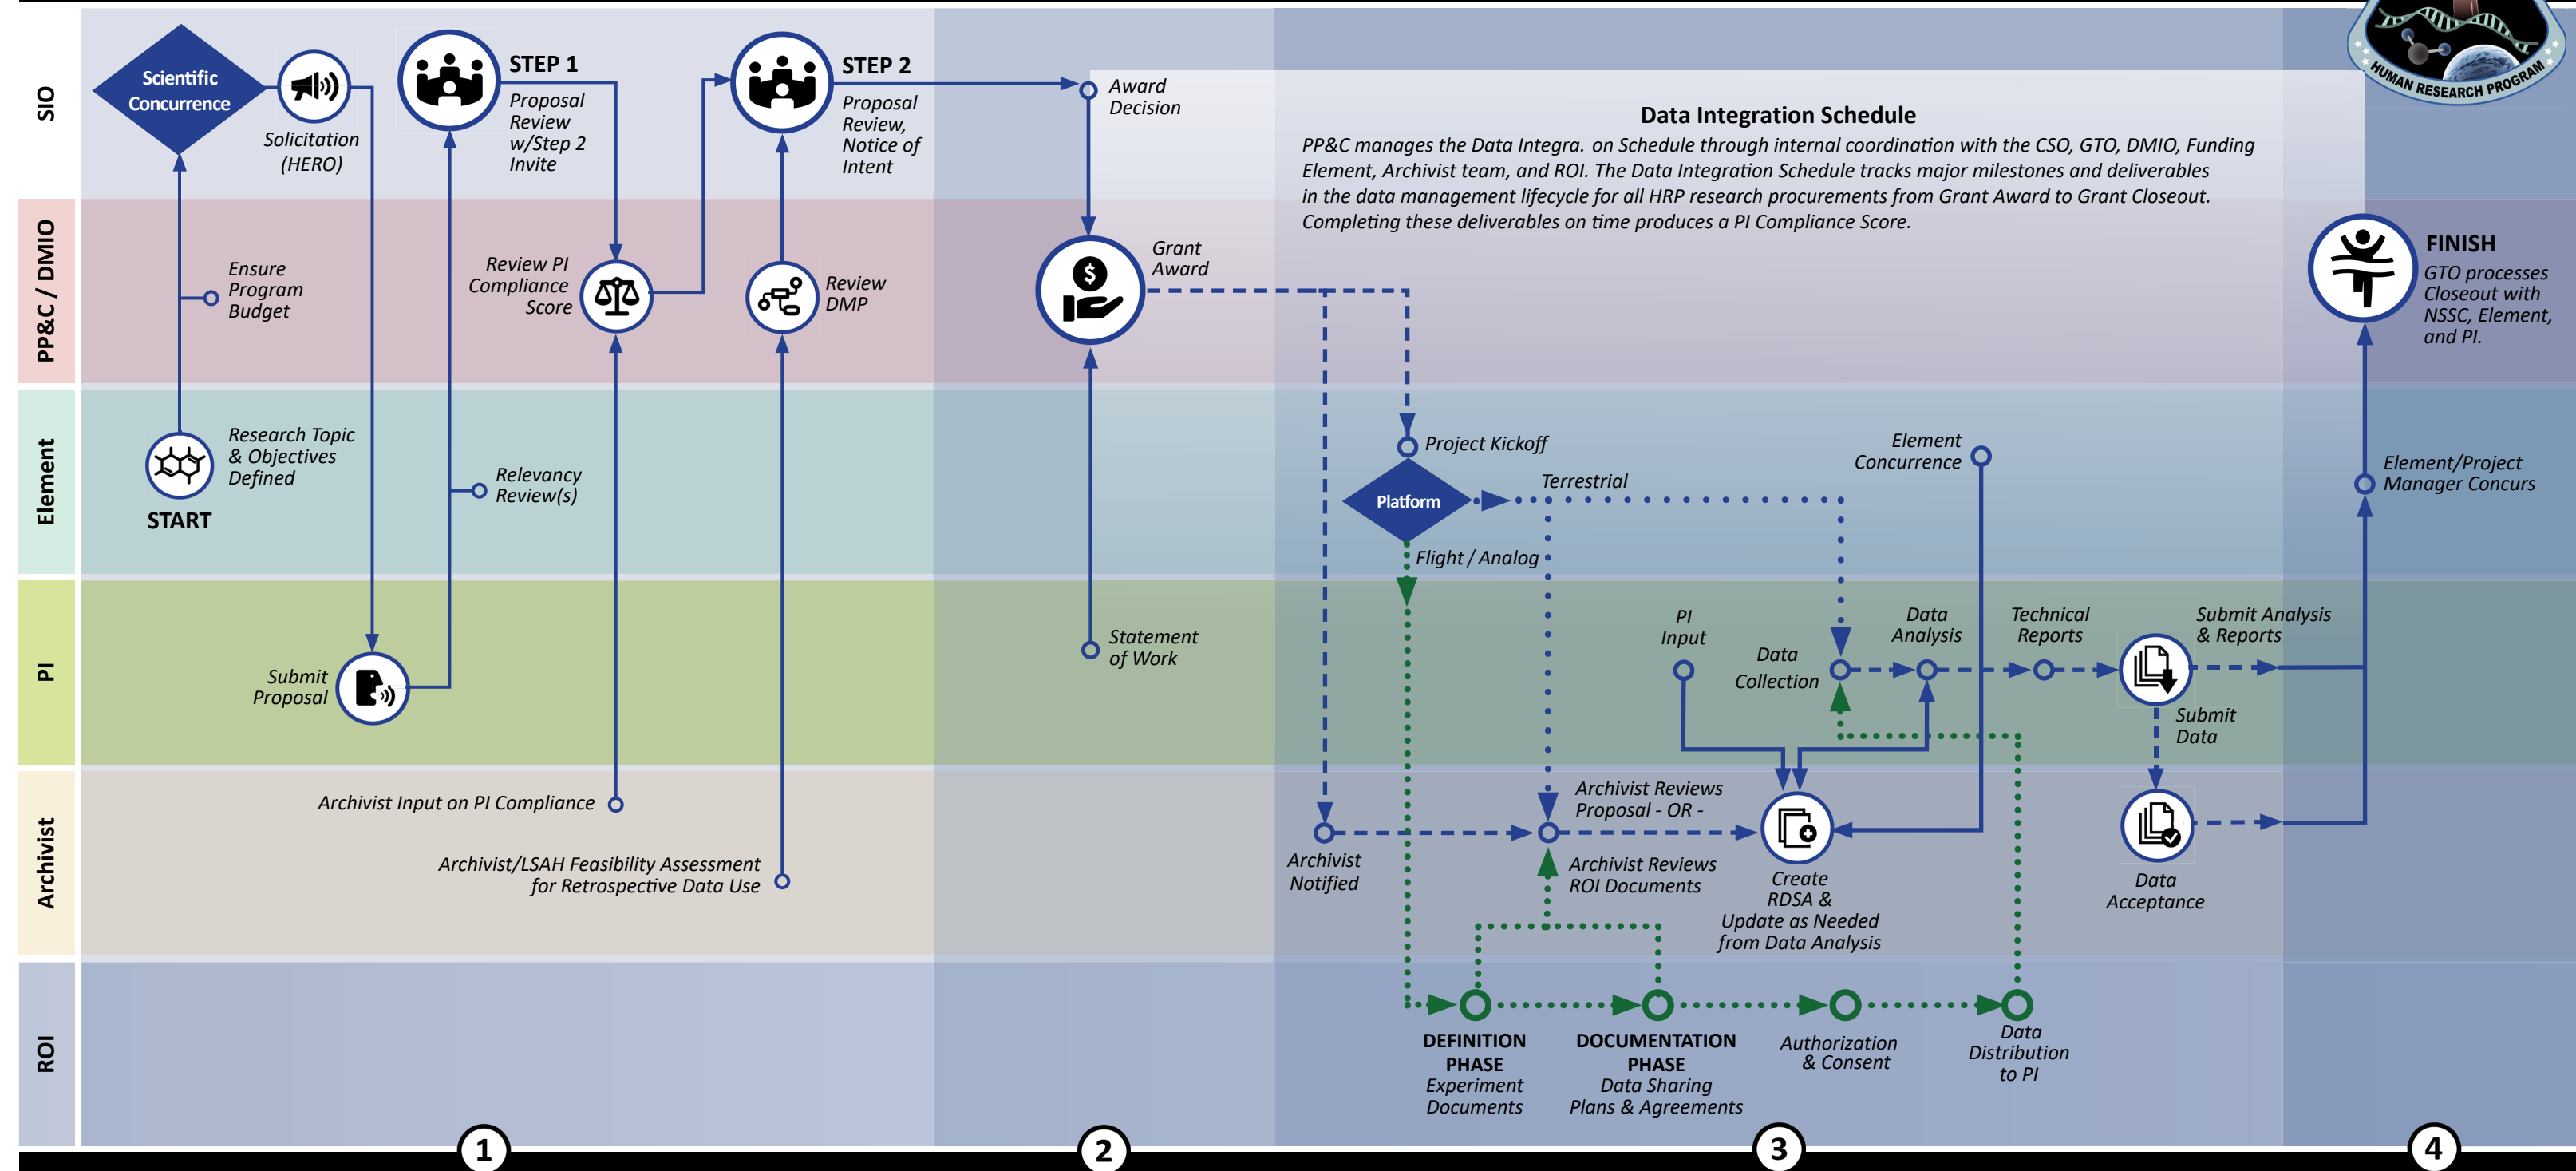 SIO
PP&C / DMIO
Element
PI
Archivist
ROI
Scientific
Concurrence
Solicitation
(HERO)
Ensure
Program
Budget
Research Topic
& Objectives
Defined
START
Submit
Proposal
STEP 1
Proposal
Review
w/Step 2
Invite
Relevancy
Review(s)
Review PI
Compliance
Score
Archivist Input on PI Compliance
STEP 2
Proposal
Review,
Notice of
Intent
Review
DMP
Archivist/LSAH Feasibility Assessment
for Retrospective Data Use
Award
Decision
Grant
Award
Statement
of Work
Data Integration Schedule
PP&C manages the Data Integra. on Schedule through internal coordination with the CSO, GTO, DMIO, Funding
Element, Archivist team, and ROI. The Data Integration Schedule tracks major milestones and deliverables
in the data management lifecycle for all HRP research procurements from Grant Award to Grant Closeout.
Completing these deliverables on time produces a PI Compliance Score.
Project Kickoff
Platform
Terrestrial
Flight / Analog
Element
Concurrence
PI
Input
Data
Collection
Data
Analysis
Technical
Reports
Submit Analysis
& Reports
Submit
Data
Archivist
Notified
Archivist Reviews
Proposal - OR -
Archivist Reviews
ROI Documents
Create
RDSA &
Update as Needed
from Data Analysis
Data
Acceptance
DEFINITION
PHASE
Experiment
Documents
DOCUMENTATION
PHASE
Data Sharing
Plans & Agreements
Authorization
& Consent
Data
Distribution
to PI
HUMAN RESEARCH PROGRAM
FINISH
GTO processes
Closeout with
NSSC, Element,
and PI.
Element/Project
Manager Concurs
1
2
3
4